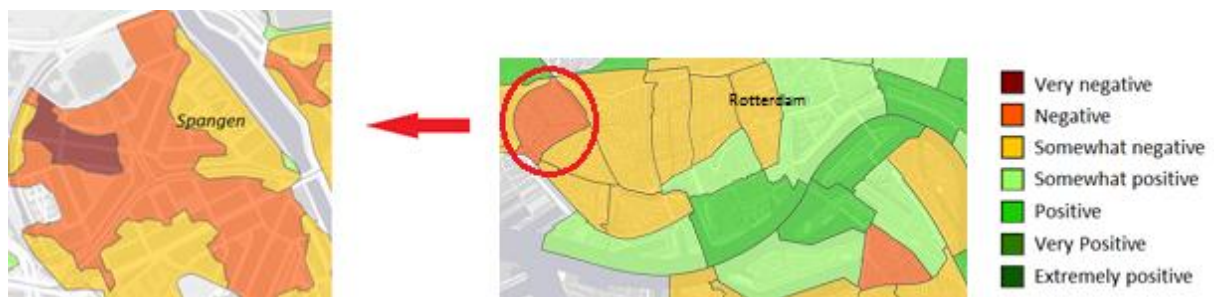 Spangen
Rotterdam
Very negative
Negative
Somewhat negative
Somewhat positive
Positive
Very Positive
Extremely positive